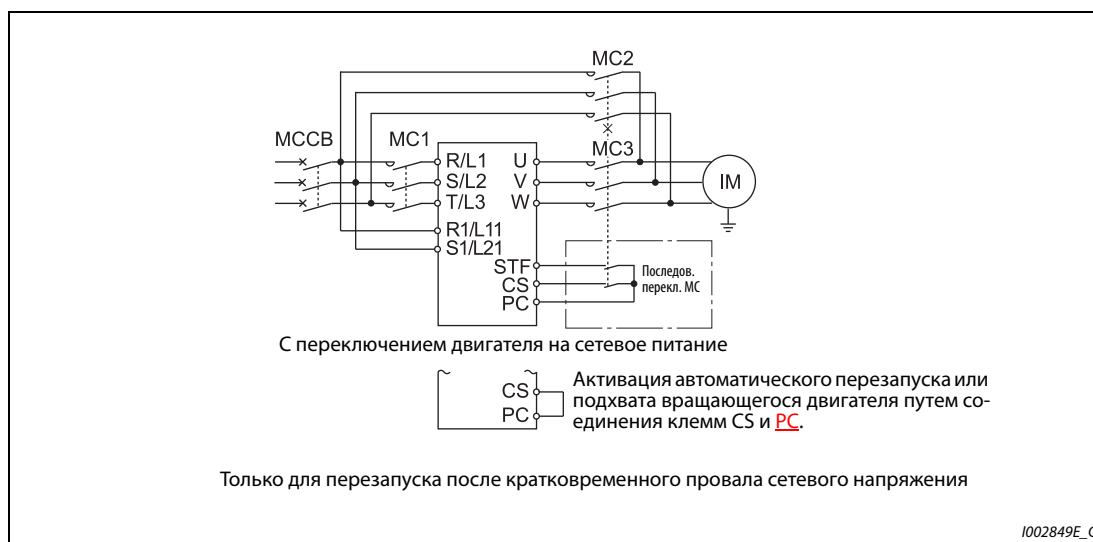 MC2
MCCB
MC1
MC3
R/L1
U
S/L2
V
IM
T/L3
W
R1/L11
S1/L21
STF
CS
PC
Последов.
перекл. МС
С переключением двигателя на сетевое питание
CS
PC
Активация автоматического перезапуска или
подхвата вращающегося двигателя путем со-
единения клемм CS и PC.
Только для перезапуска после кратковременного провала сетевого напряжения